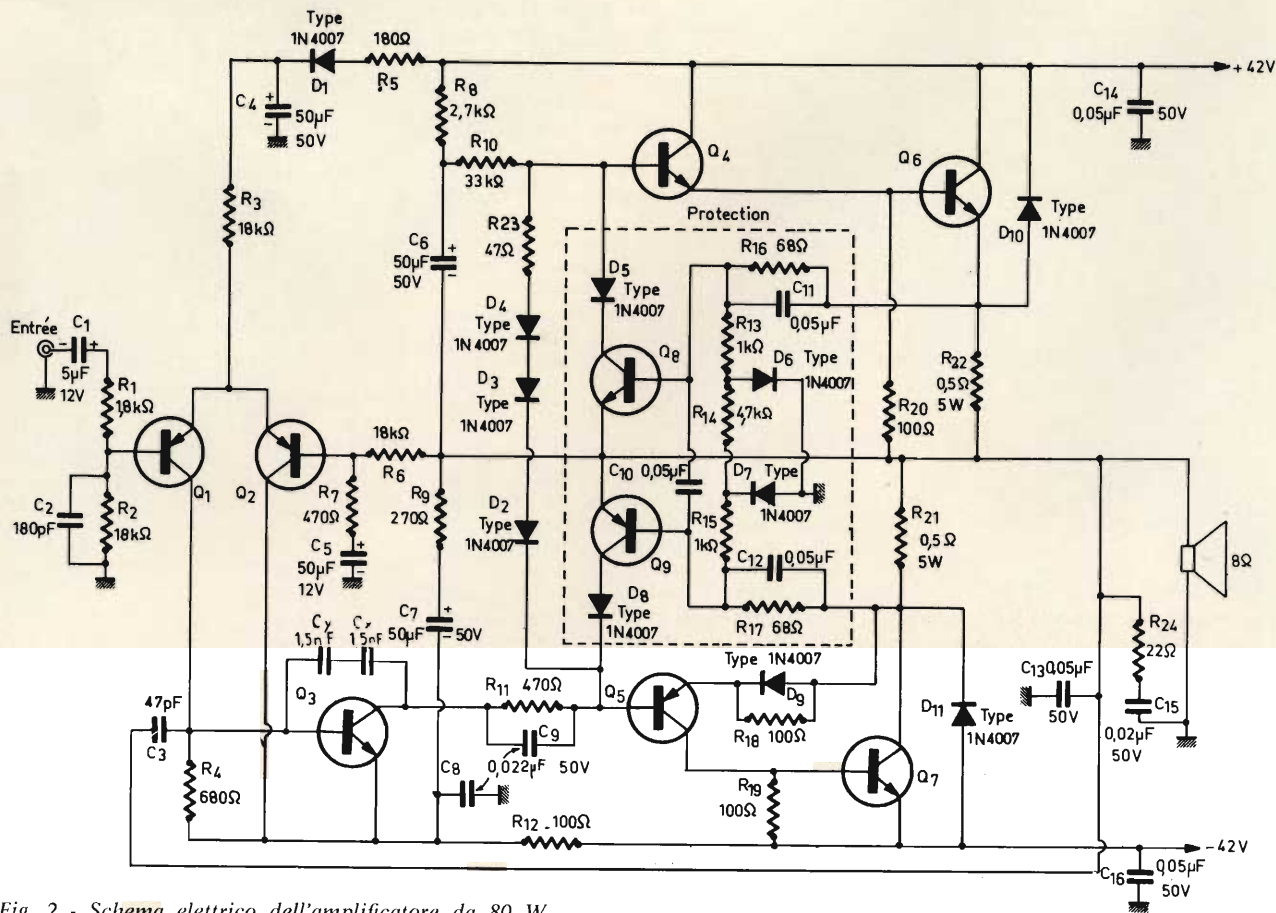 Type
1N4007
D1
180Ω
R5
+42V
C4
+
-
50µF
50V
R8
2,7kΩ
C14
0,05µF
50V
R10
33kΩ
Q4
Q6
R3
18kΩ
R23
47Ω
Protection
R16 68Ω
D10
Type
1N4007
C6
50µF
50V
+
-
D5
Type
1N4007
C11
0,05µF
D4
Type
1N4007
R13
1kΩ
D6
Type
1N4007
Entrée
C1
- +
5µF
12V
R1
1,8kΩ
Q8
R22
0,5Ω
5W
D3
Type
1N4007
R14
4,7kΩ
R20
100Ω
18kΩ
R6
C10 0,05µF
D7
Type
1N4007
Q1
Q2
R7
470Ω
R9
270Ω
C2
180pF
R2
18kΩ
D2
Type
1N4007
R15
1kΩ
R21
0,5Ω
5W
8Ω
Q9
C5
50µF
12V
+
-
C12
0,05µF
C7
50µF
+
-
50V
D8
Type
1N4007
R17
68Ω
R24
22Ω
Cy
1,5nF
Cx
1,5nF
Type 1N4007
D9
C13 0,05µF
50V
Q3
R11
470Ω
Q5
R18
100Ω
D11
Type
1N4007
C15
0,02µF
50V
47pF
C3
C9
0,022µF 50V
C8
Q7
R4
680Ω
R19
100Ω
R12 100Ω
-42V
C16
0,05µF
50V
Fig. 2 - Schema elettrico dell'amplificatore da 80 W